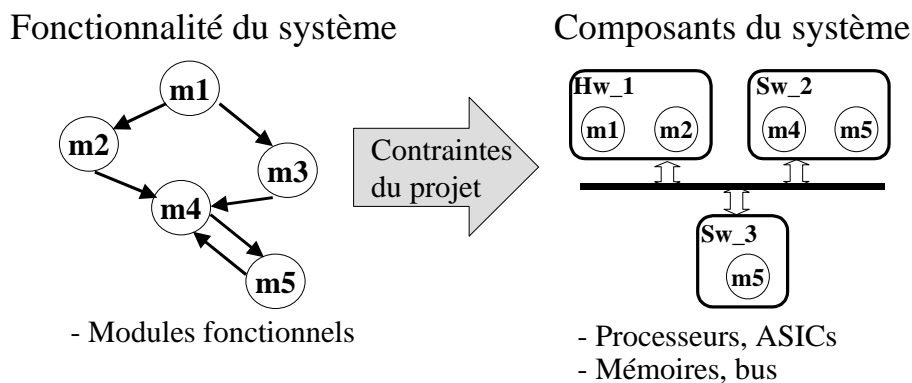 Fonctionnalité du système
m1
m2
m3
m4
m5
- Modules fonctionnels
Contraintes
du projet
Composants du système
Hw_1
m1 m2
Sw_2
m4 m5
Sw_3
m5
- Processeurs, ASICs
- Mémoires, bus